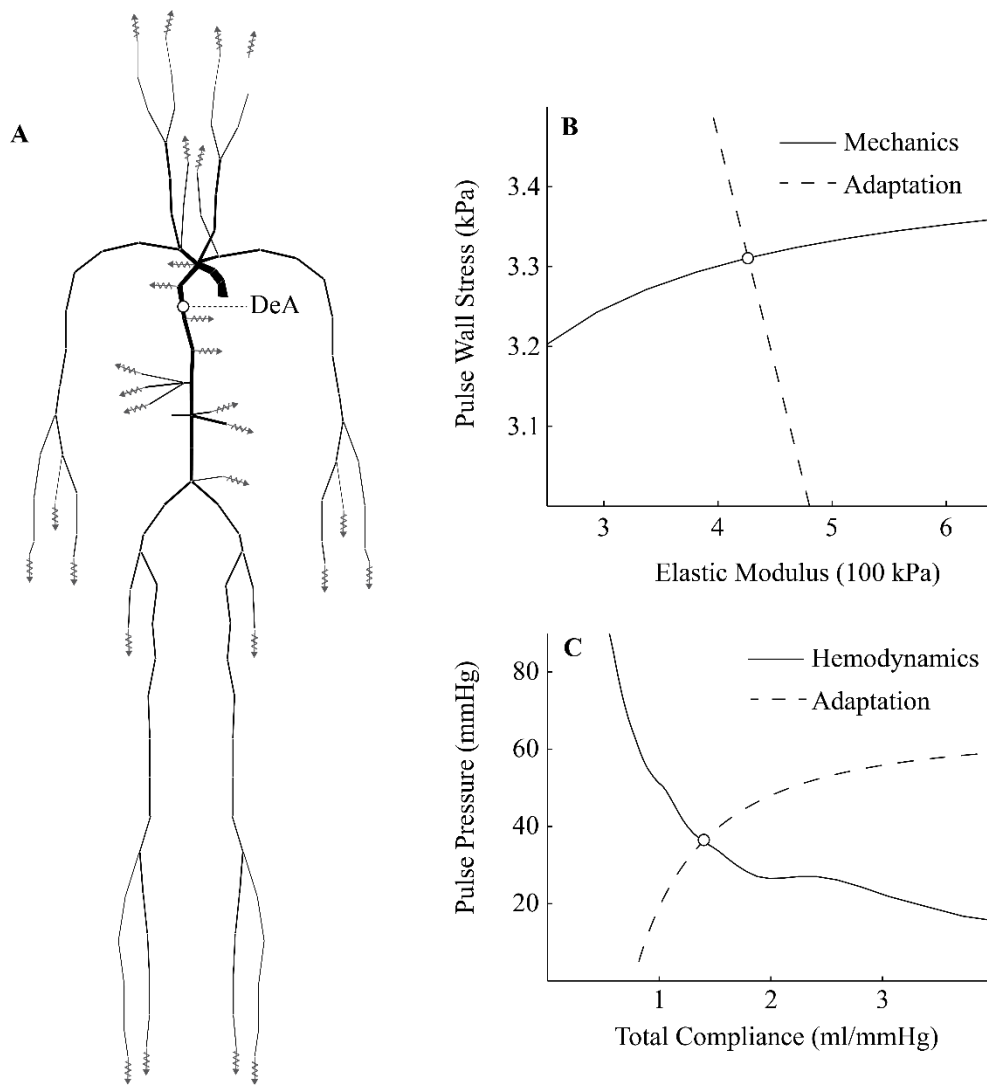 A
DeA
B
Mechanics
Adaptation
Pulse Wall Stress (kPa)
3.4
3.3
3.2
3.1
3 4 5 6
Elastic Modulus (100 kPa)
C
Hemodynamics
Adaptation
Pulse Pressure (mmHg)
80
60
40
20
1 2 3
Total Compliance (ml/mmHg)